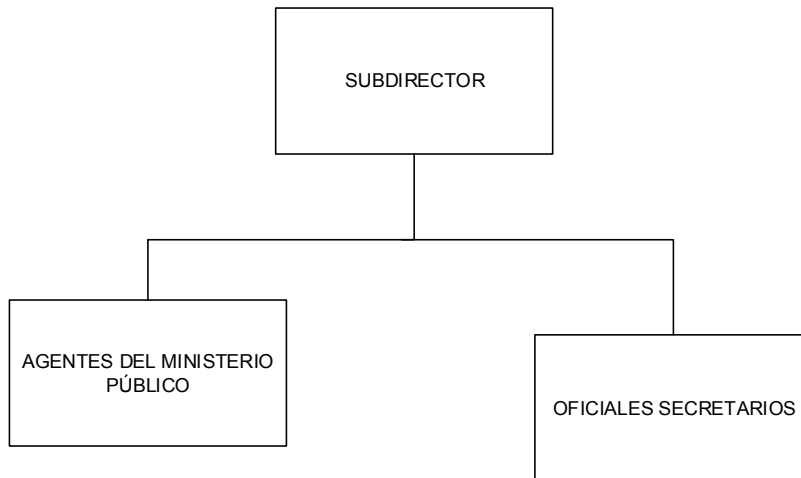 SUBDIRECTOR
AGENTES DEL MINISTERIO
PÚBLICO
OFICIALES SECRETARIOS